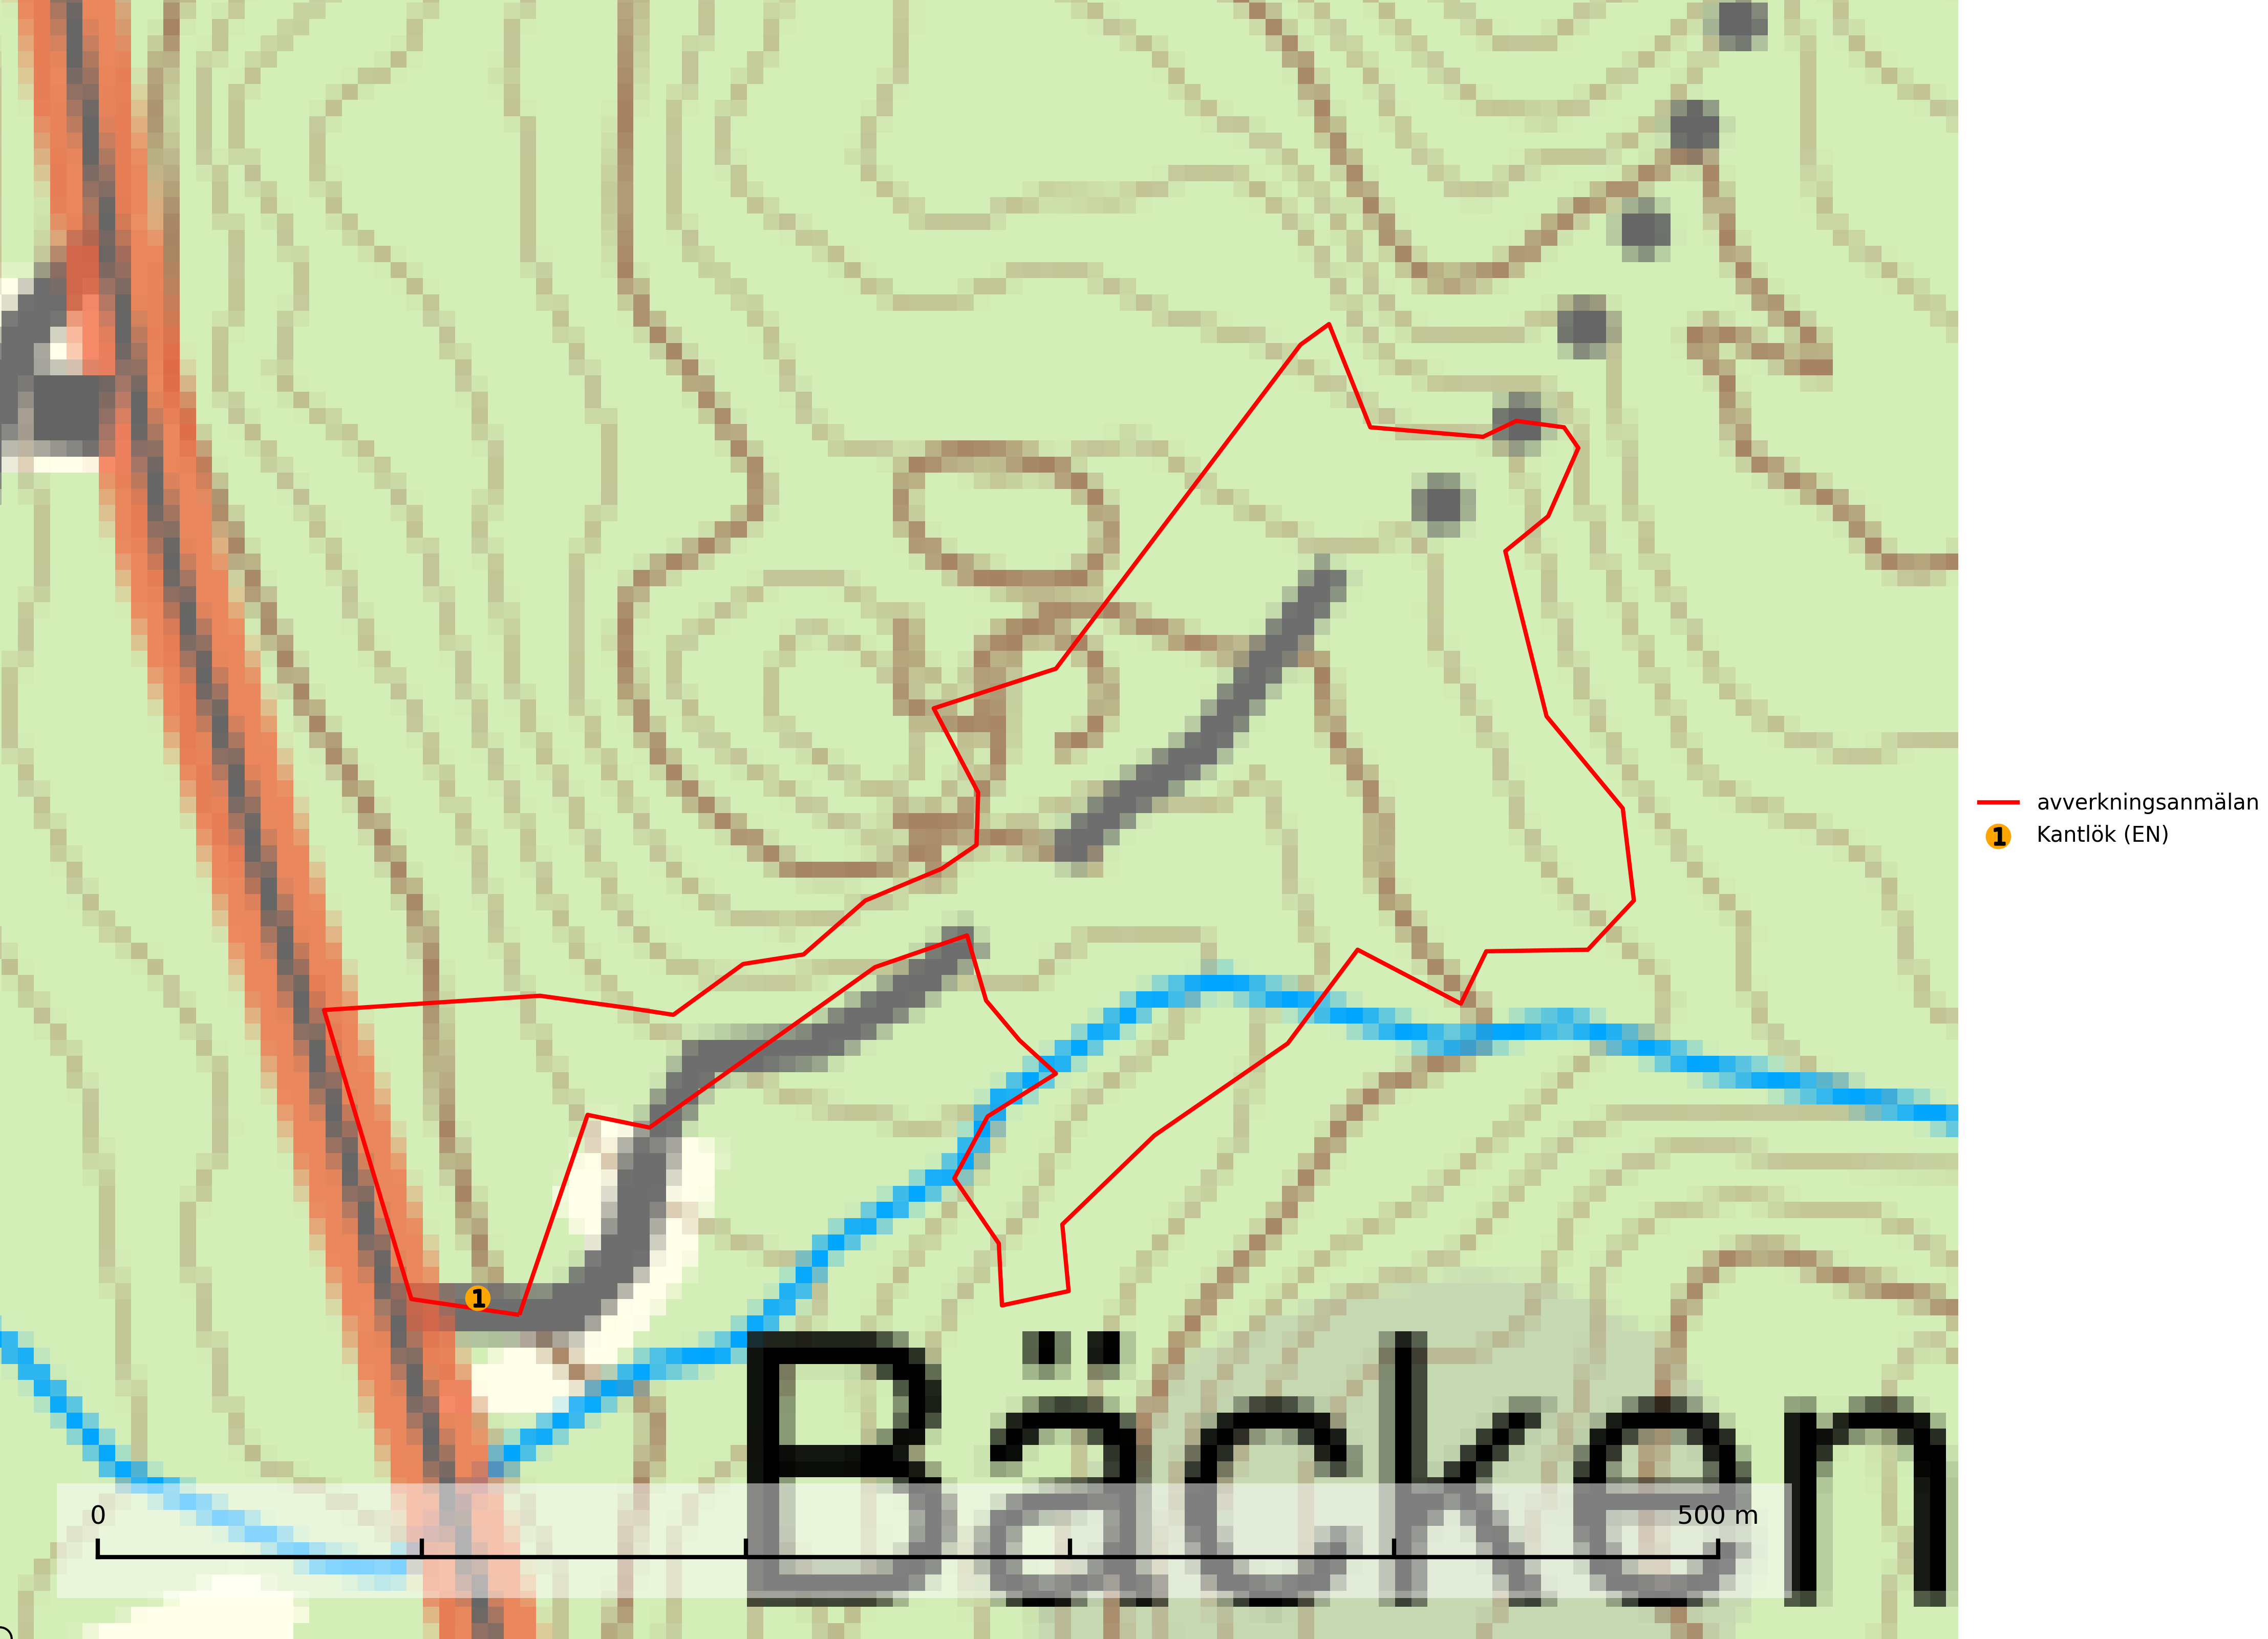 avverkningsanmälan
1 Kantlök (EN)
1
Bäcken
0 500 m